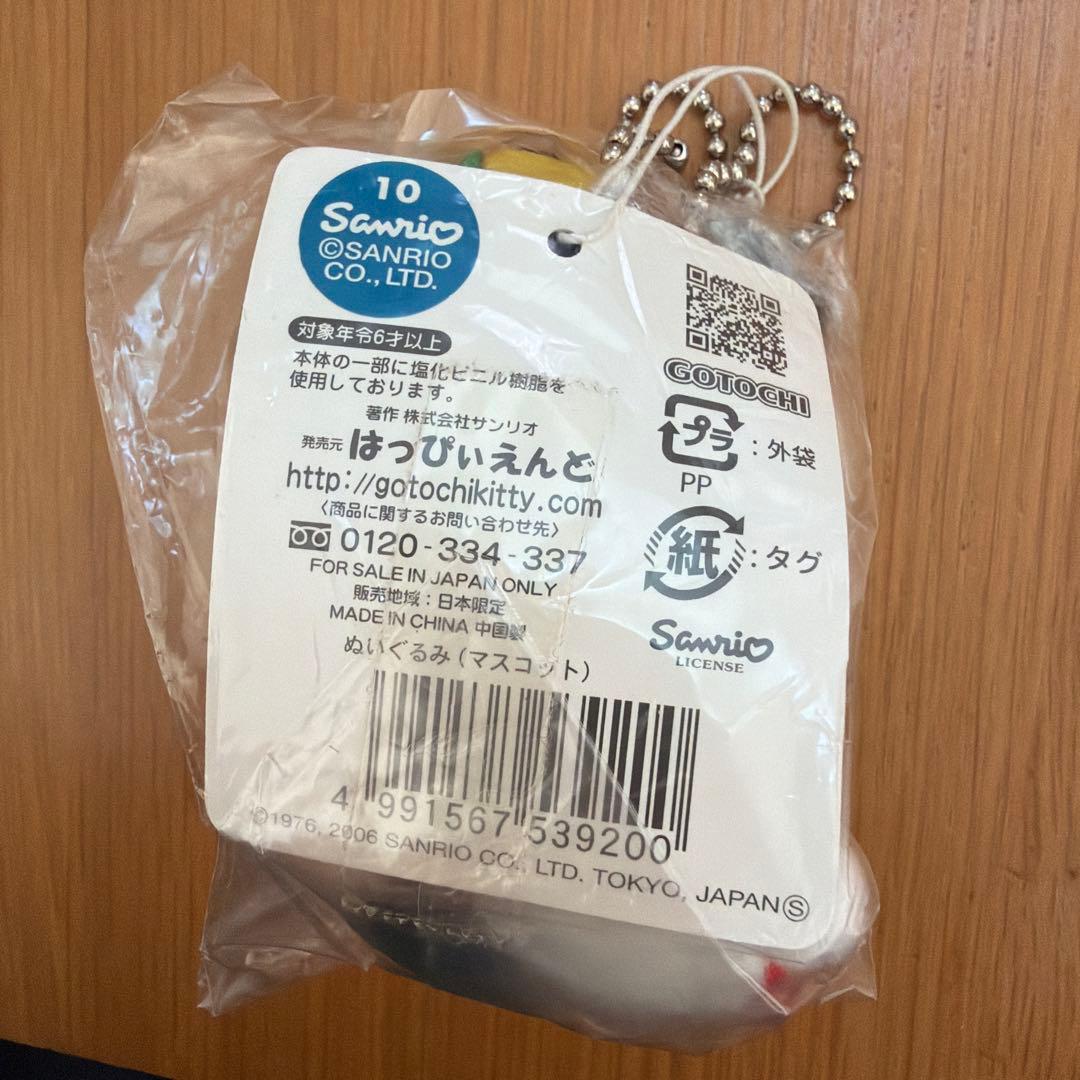 10
Sanrio
©SANRIO
CO., LTD.
対象年令6才以上
本体の一部に塩化ビニル樹脂を
使用しております。
著作 株式会社サンリオ
発売元 はっぴぃえんど
http://gotochikitty.com
〈商品に関するお問い合わせ先〉
0120-334-337
FOR SALE IN JAPAN ONLY
販売地域：日本限定
MADE IN CHINA 中国製
ぬいぐるみ（マスコット）
4 991567 539200
©1976, 2006 SANRIO CO., LTD. TOKYO, JAPAN Ⓢ
GOTOCHI
プラ：外袋
PP
紙：タグ
Sanrio
LICENSE